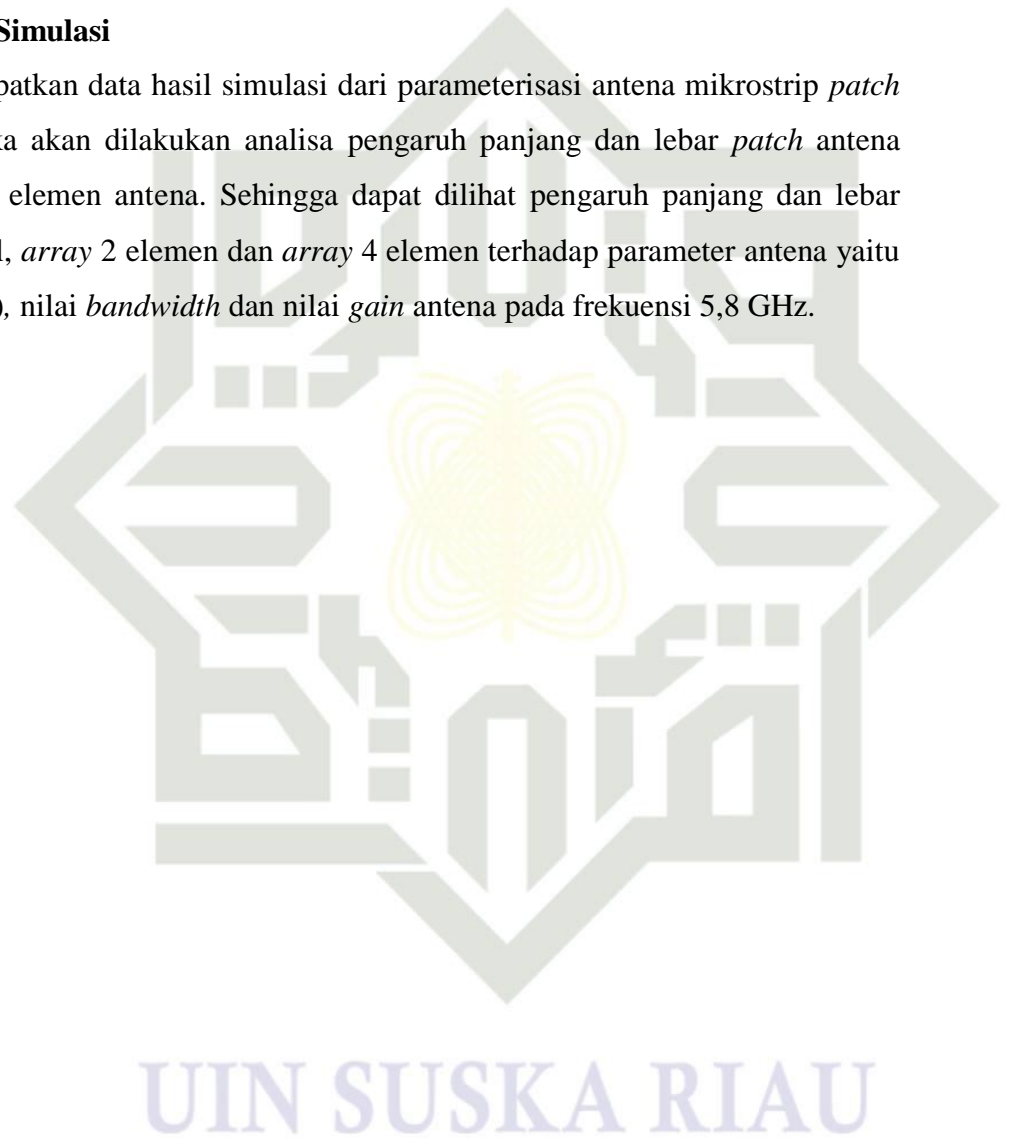 Simulasi
patkan data hasil simulasi dari parameterisasi antena mikrostrip patch
ka akan dilakukan analisa pengaruh panjang dan lebar patch antena
elemen antena. Sehingga dapat dilihat pengaruh panjang dan lebar
l, array 2 elemen dan array 4 elemen terhadap parameter antena yaitu
), nilai bandwidth dan nilai gain antena pada frekuensi 5,8 GHz.
UIN SUSKA RIAU